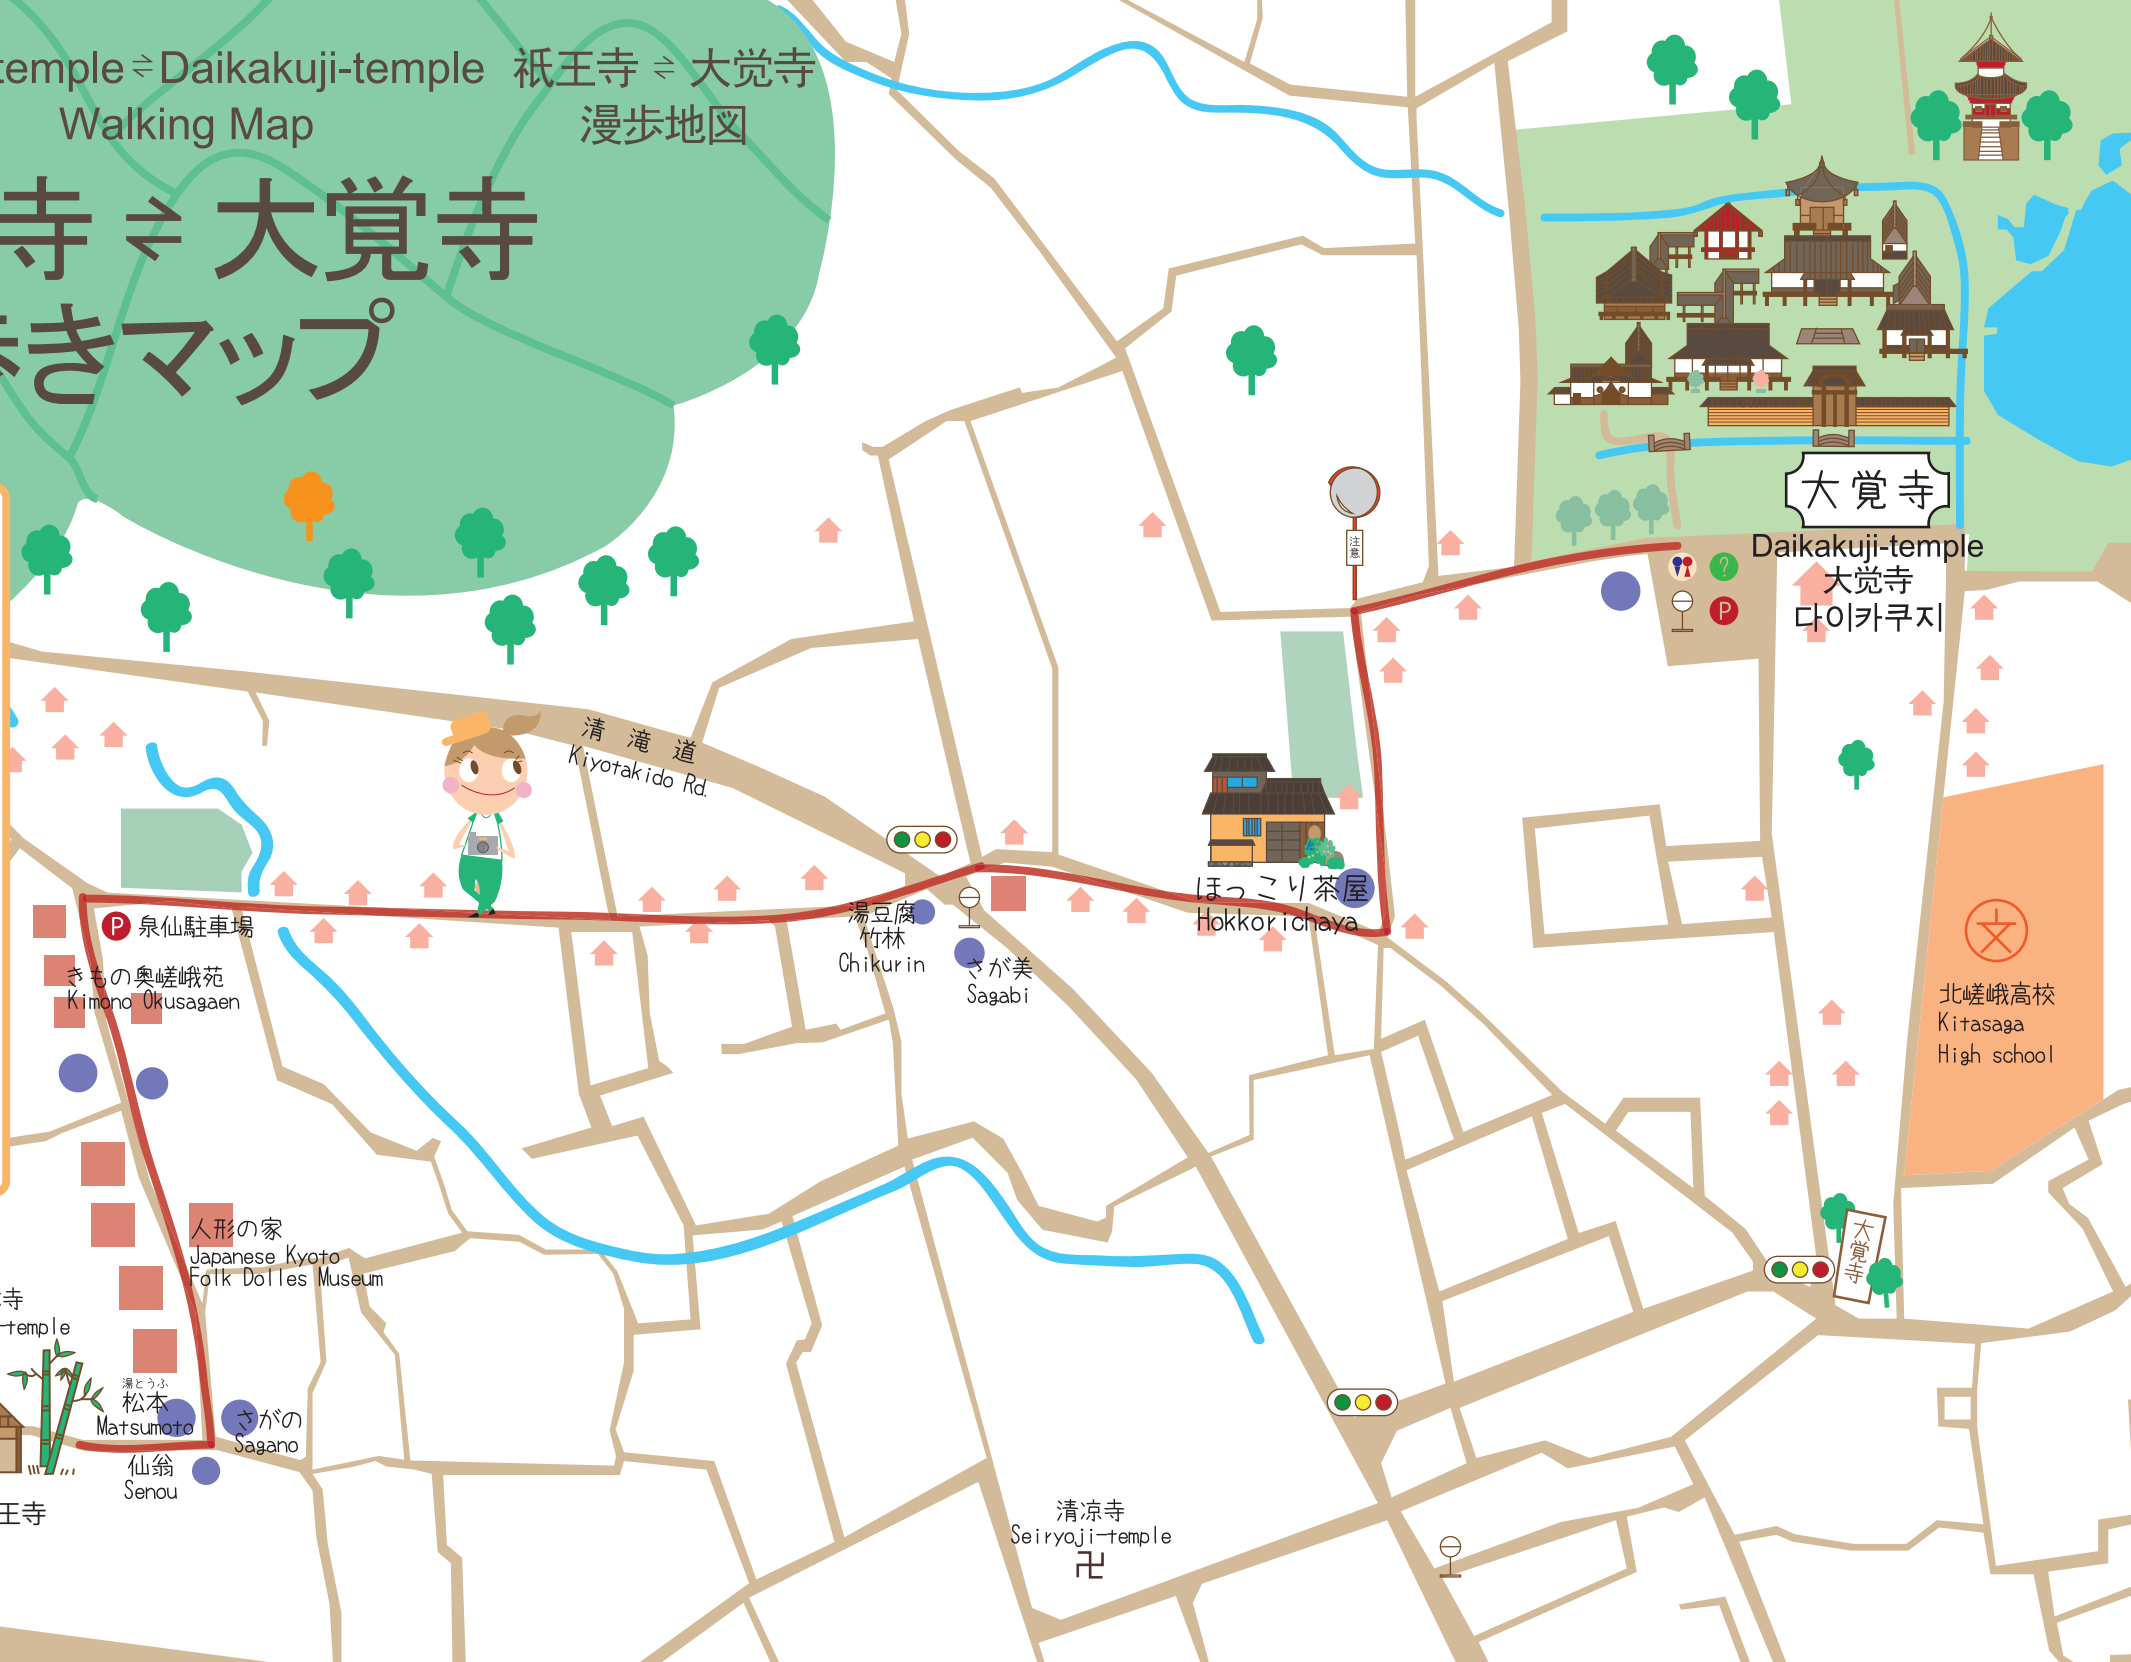 temple⇌Daikakuji-temple
Walking Map
祇王寺 ⇌ 大觉寺
漫步地図
寺 ⇌ 大覚寺
歩きマップ
注意
大覚寺
Daikakuji-temple
大觉寺
다이카쿠지
P
清滝道
Kiyotakido Rd.
ほっこり茶屋
Hokkorichaya
湯豆腐
竹林
Chikurin
さが美
Sagabi
P 泉仙駐車場
きもの奥嵯峨苑
Kimono Okusagaen
北嵯峨高校
Kitasaga
High school
文
人形の家
Japanese Kyoto
Folk Dolles Museum
寺
-temple
湯とうふ
松本
Matsumoto
さがの
Sagano
仙翁
Senou
王寺
大覚寺
清凉寺
Seiryoji-temple
卍